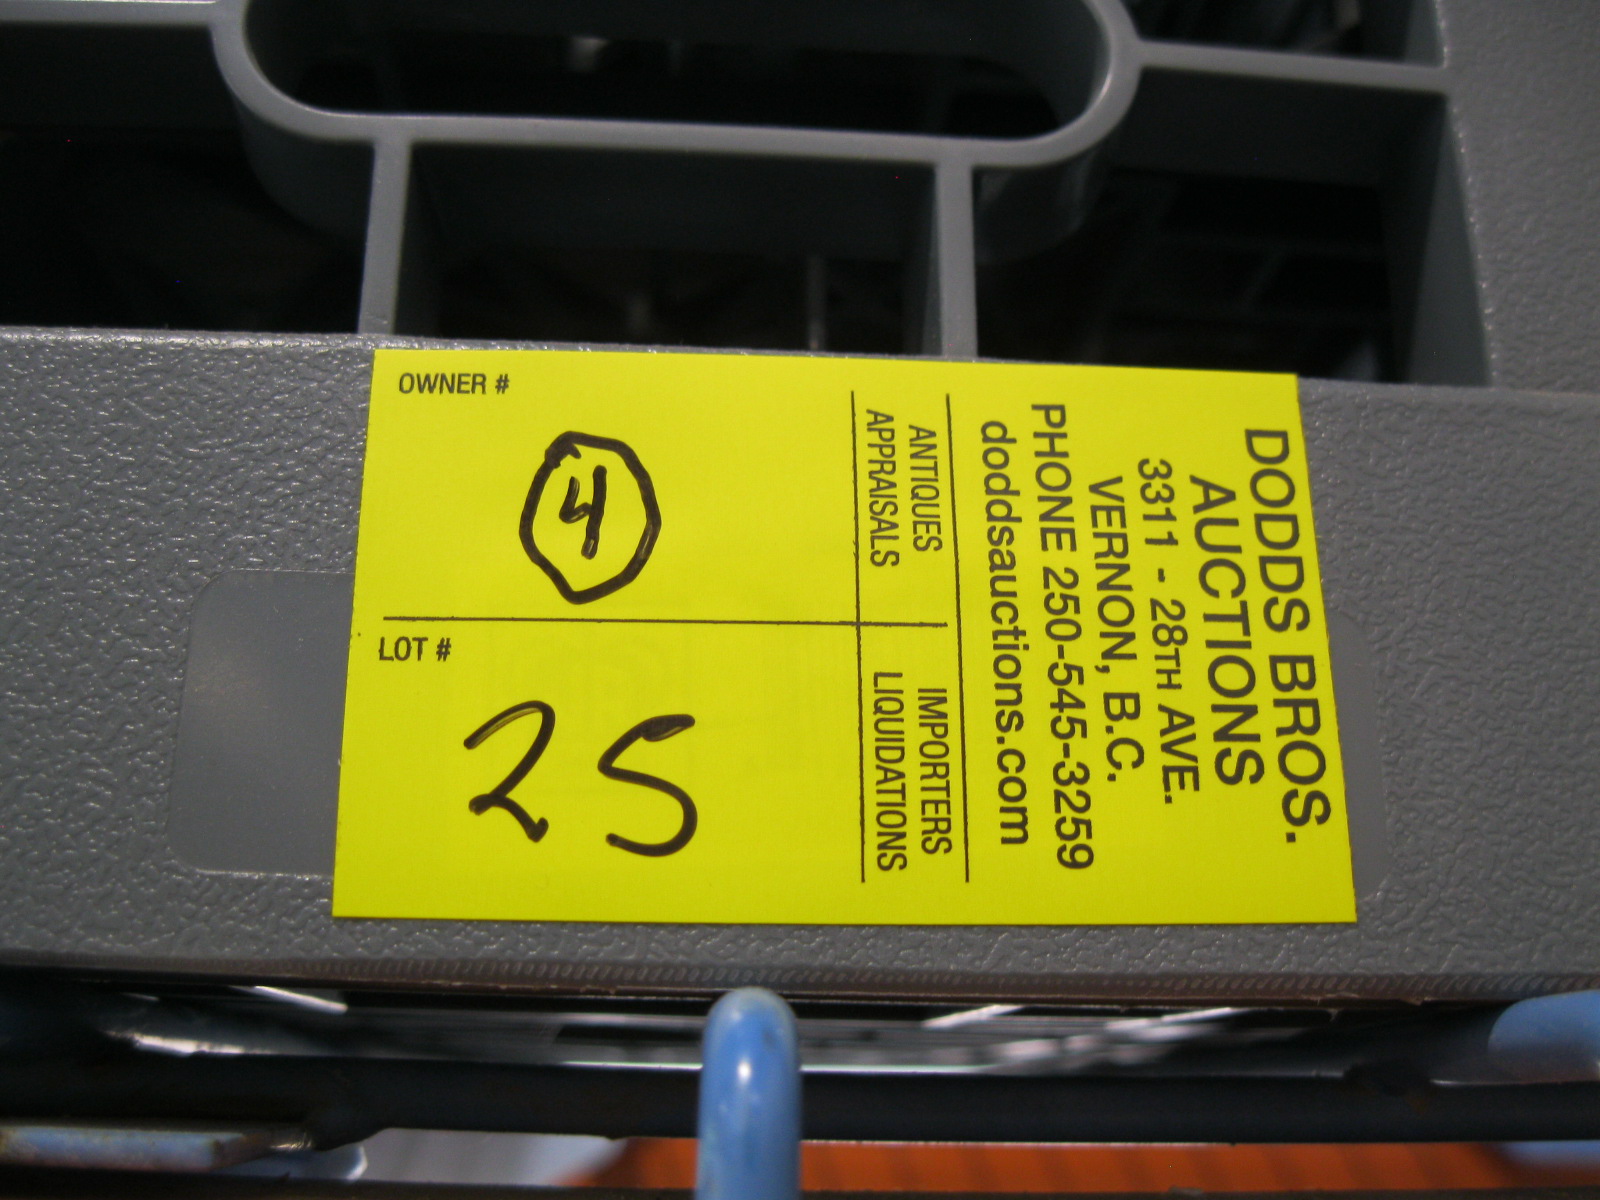 DODDS BROS.
AUCTIONS
3311 - 28TH AVE.
VERNON, B.C.
PHONE 250-545-3259
doddsauctions.com
ANTIQUES
APPRAISALS
IMPORTERS
LIQUIDATIONS
OWNER #
4
LOT #
25